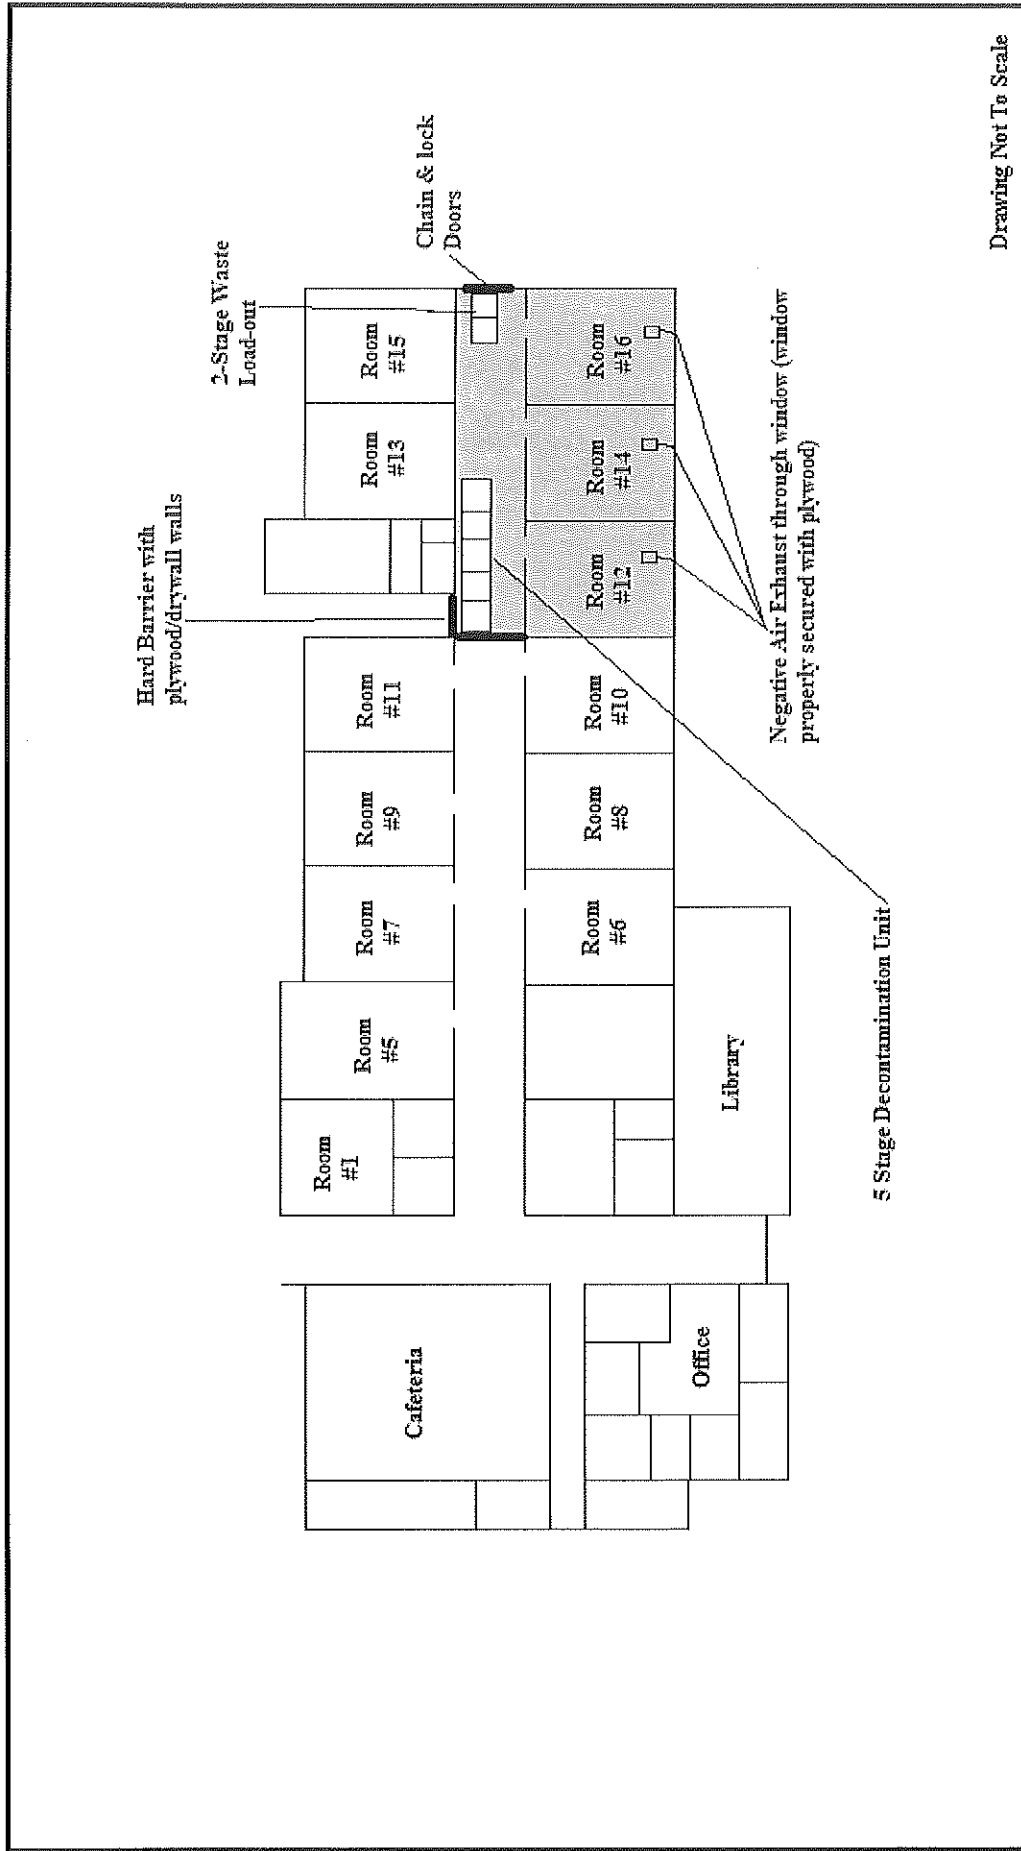 Hard Barrier with
plywood/drywall walls
2-Stage Waste
Load-out
Chain & lock
Doors
Room
#1
Room
#5
Room
#7
Room
#9
Room
#11
Room
#13
Room
#15
Cafeteria
Office
Library
Room
#6
Room
#8
Room
#10
Room
#12
Room
#14
Room
#16
Negative Air Exhaust through window (window
properly secured with plywood)
5 Stage Decontamination Unit
Drawing Not To Scale